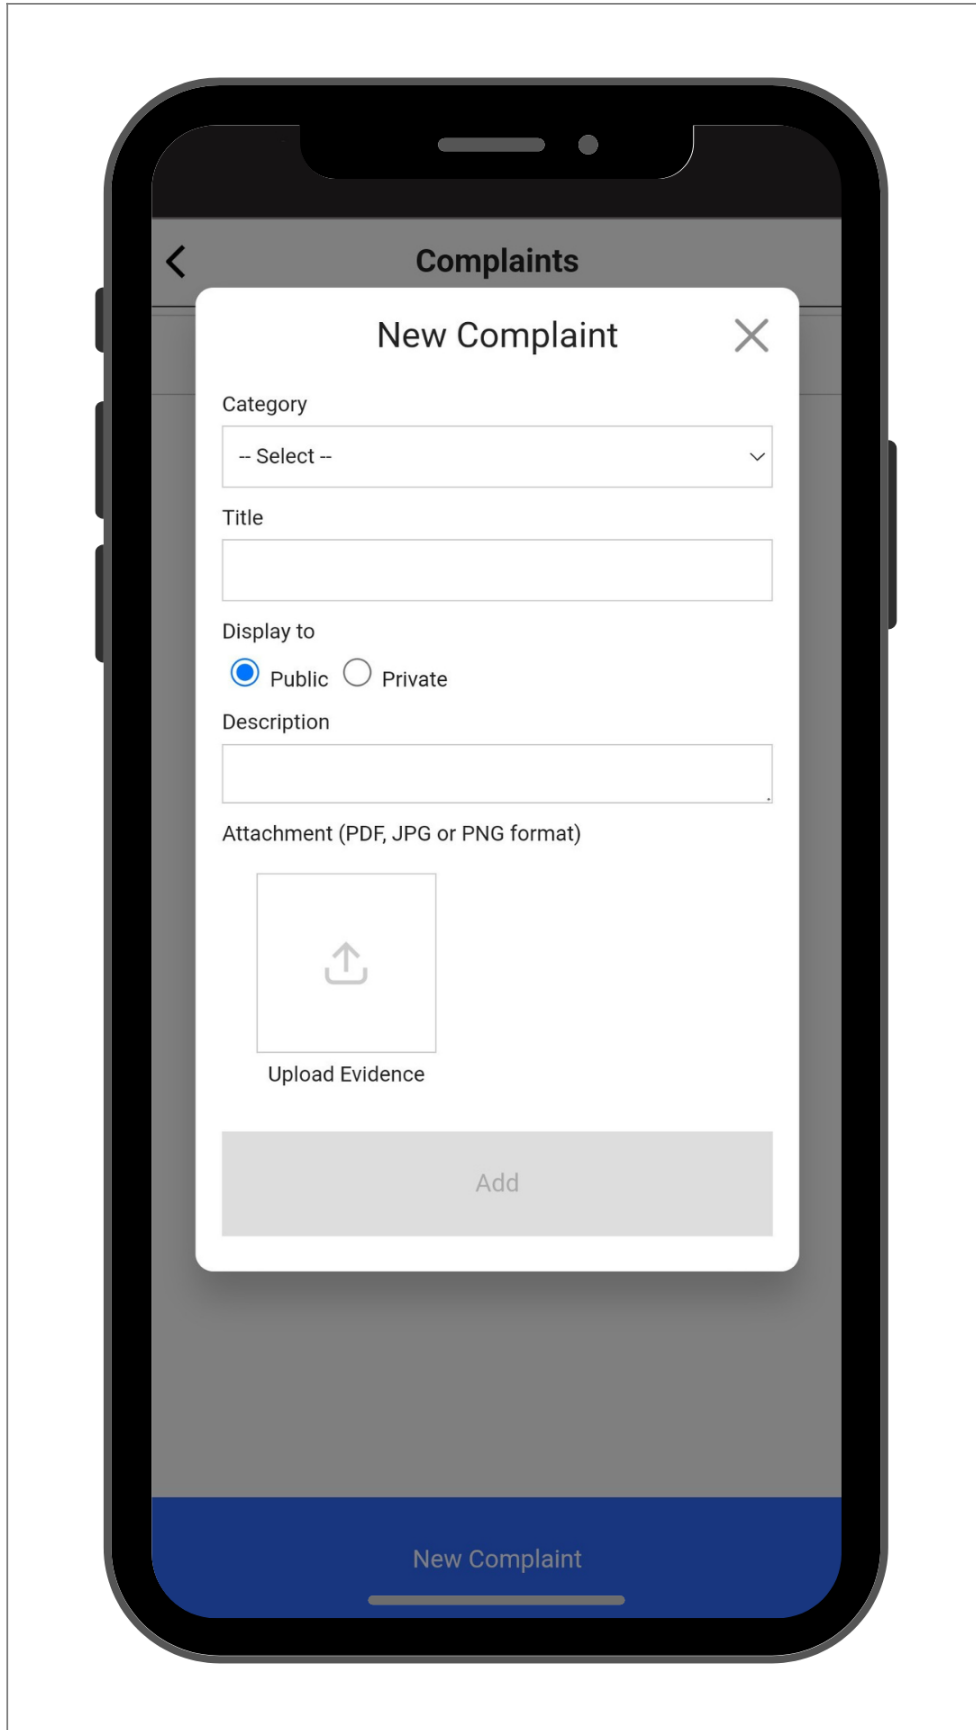 Complaints
New Complaint
Category
-- Select --
Title
Display to
Public Private
Description
Attachment (PDF, JPG or PNG format)
Upload Evidence
Add
New Complaint